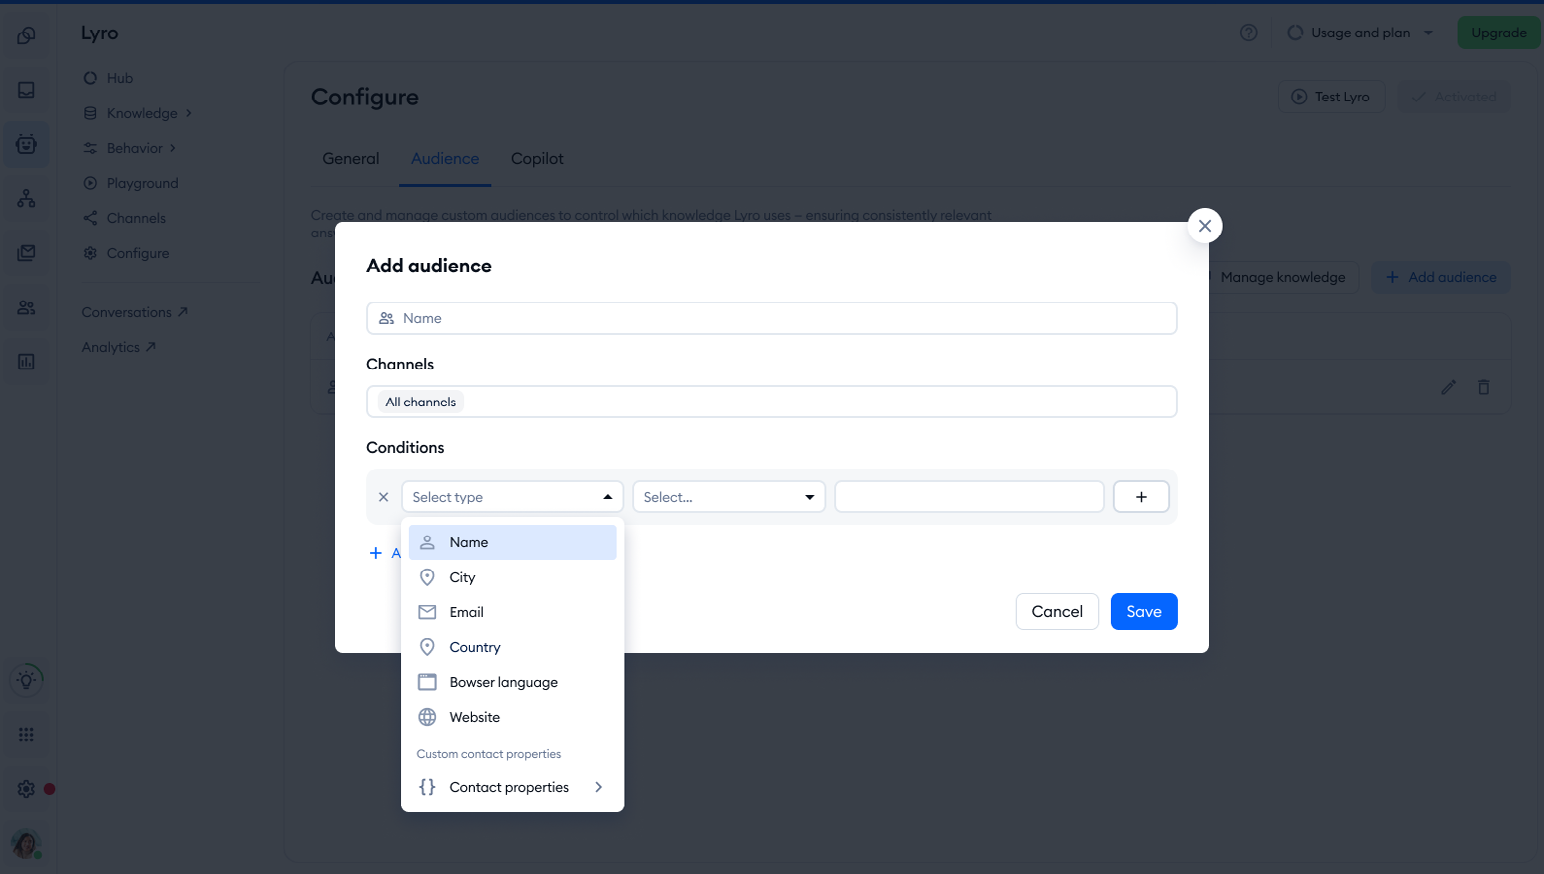 Lyro
Usage and plan
Upgrade
Hub
Knowledge
Behavior
Playground
Channels
Configure
Conversations
Analytics
Configure
Test Lyro
Activated
General
Audience
Copilot
Create and manage custom audiences to control which knowledge Lyro uses – ensuring consistently relevant
Manage knowledge
Add audience
Add audience
Name
Channels
All channels
Conditions
Select type
Select...
Name
City
Email
Country
Bowser language
Website
Custom contact properties
Contact properties
Cancel
Save